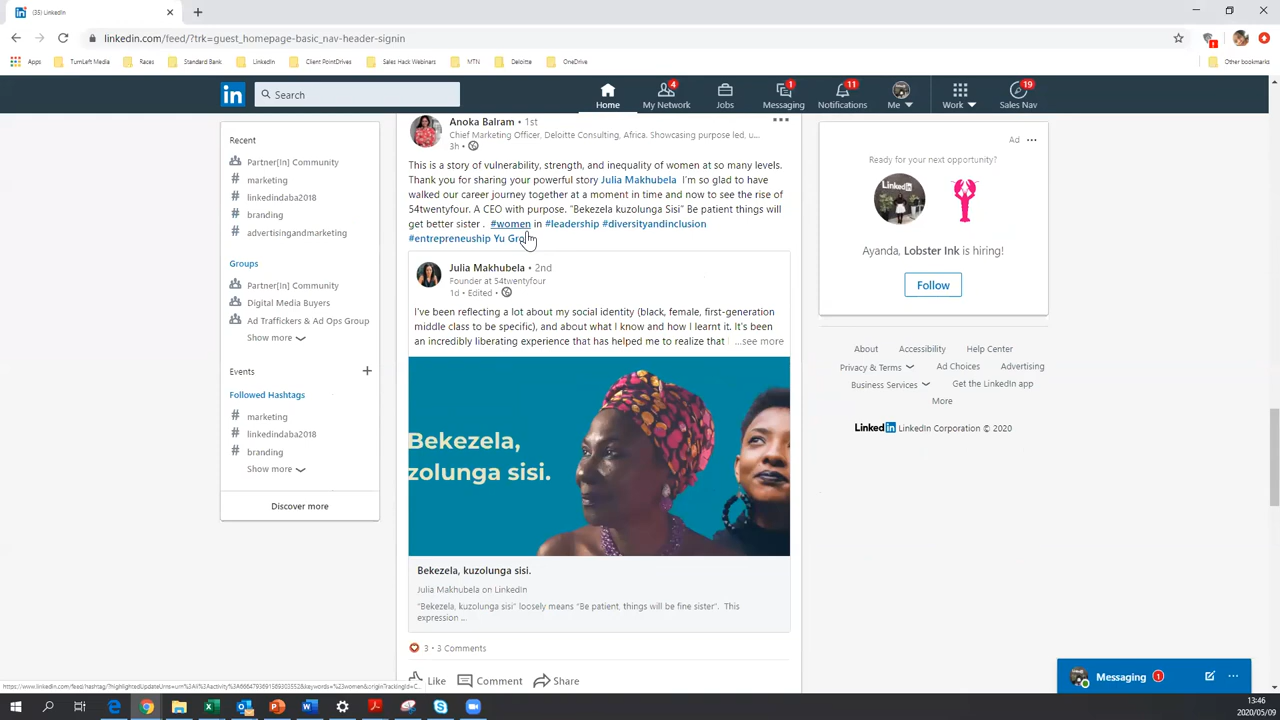 (35) LinkedIn
linkedin.com/feed/?trk=guest_homepage-basic_nav-header-signin
Apps TurnLeft Media Races Standard Bank LinkedIn Client PointDrives Sales Hack Webinars MTN Deloitte OneDrive Other bookmarks
in Search
4 1 11 19
Home My Network Jobs Messaging Notifications Me Work Sales Nav
Recent
Partner[In] Community
# marketing
# linkedindaba2018
# branding
# advertisingandmarketing
Groups
Partner[In] Community
Digital Media Buyers
Ad Traffickers & Ad Ops Group
Show more
Events +
Followed Hashtags
# marketing
# linkedindaba2018
# branding
Show more
Discover more
Anoka Balram • 1st
Chief Marketing Officer, Deloitte Consulting, Africa. Showcasing purpose led, u...
3h •
This is a story of vulnerability, strength, and inequality of women at so many levels.
Thank you for sharing your powerful story Julia Makhubela I'm so glad to have
walked our career journey together at a moment in time and now to see the rise of
54twentyfour. A CEO with purpose. "Bekezela kuzolunga Sisi" Be patient things will
get better sister . #women in #leadership #diversityandinclusion
#entrepreneuship Yu
Julia Makhubela • 2nd
Founder at 54twentyfour
1d • Edited •
I've been reflecting a lot about my social identity (black, female, first-generation
middle class to be specific), and about what I know and how I learnt it. It's been
an incredibly liberating experience that has helped me to realize that ...see more
Bekezela,
zolunga sisi.
Bekezela, kuzolunga sisi.
Julia Makhubela on LinkedIn
"Bekezela, kuzolunga sisi" loosely means "Be patient, things will be fine sister". This
expression ...
3 • 3 Comments
Like Comment Share
Ad ...
Ready for your next opportunity?
LinkedIn
Ayanda, Lobster Ink is hiring!
Follow
About Accessibility Help Center
Privacy & Terms Ad Choices Advertising
Business Services Get the LinkedIn app
More
LinkedIn LinkedIn Corporation © 2020
Messaging 1
13:46
2020/05/09